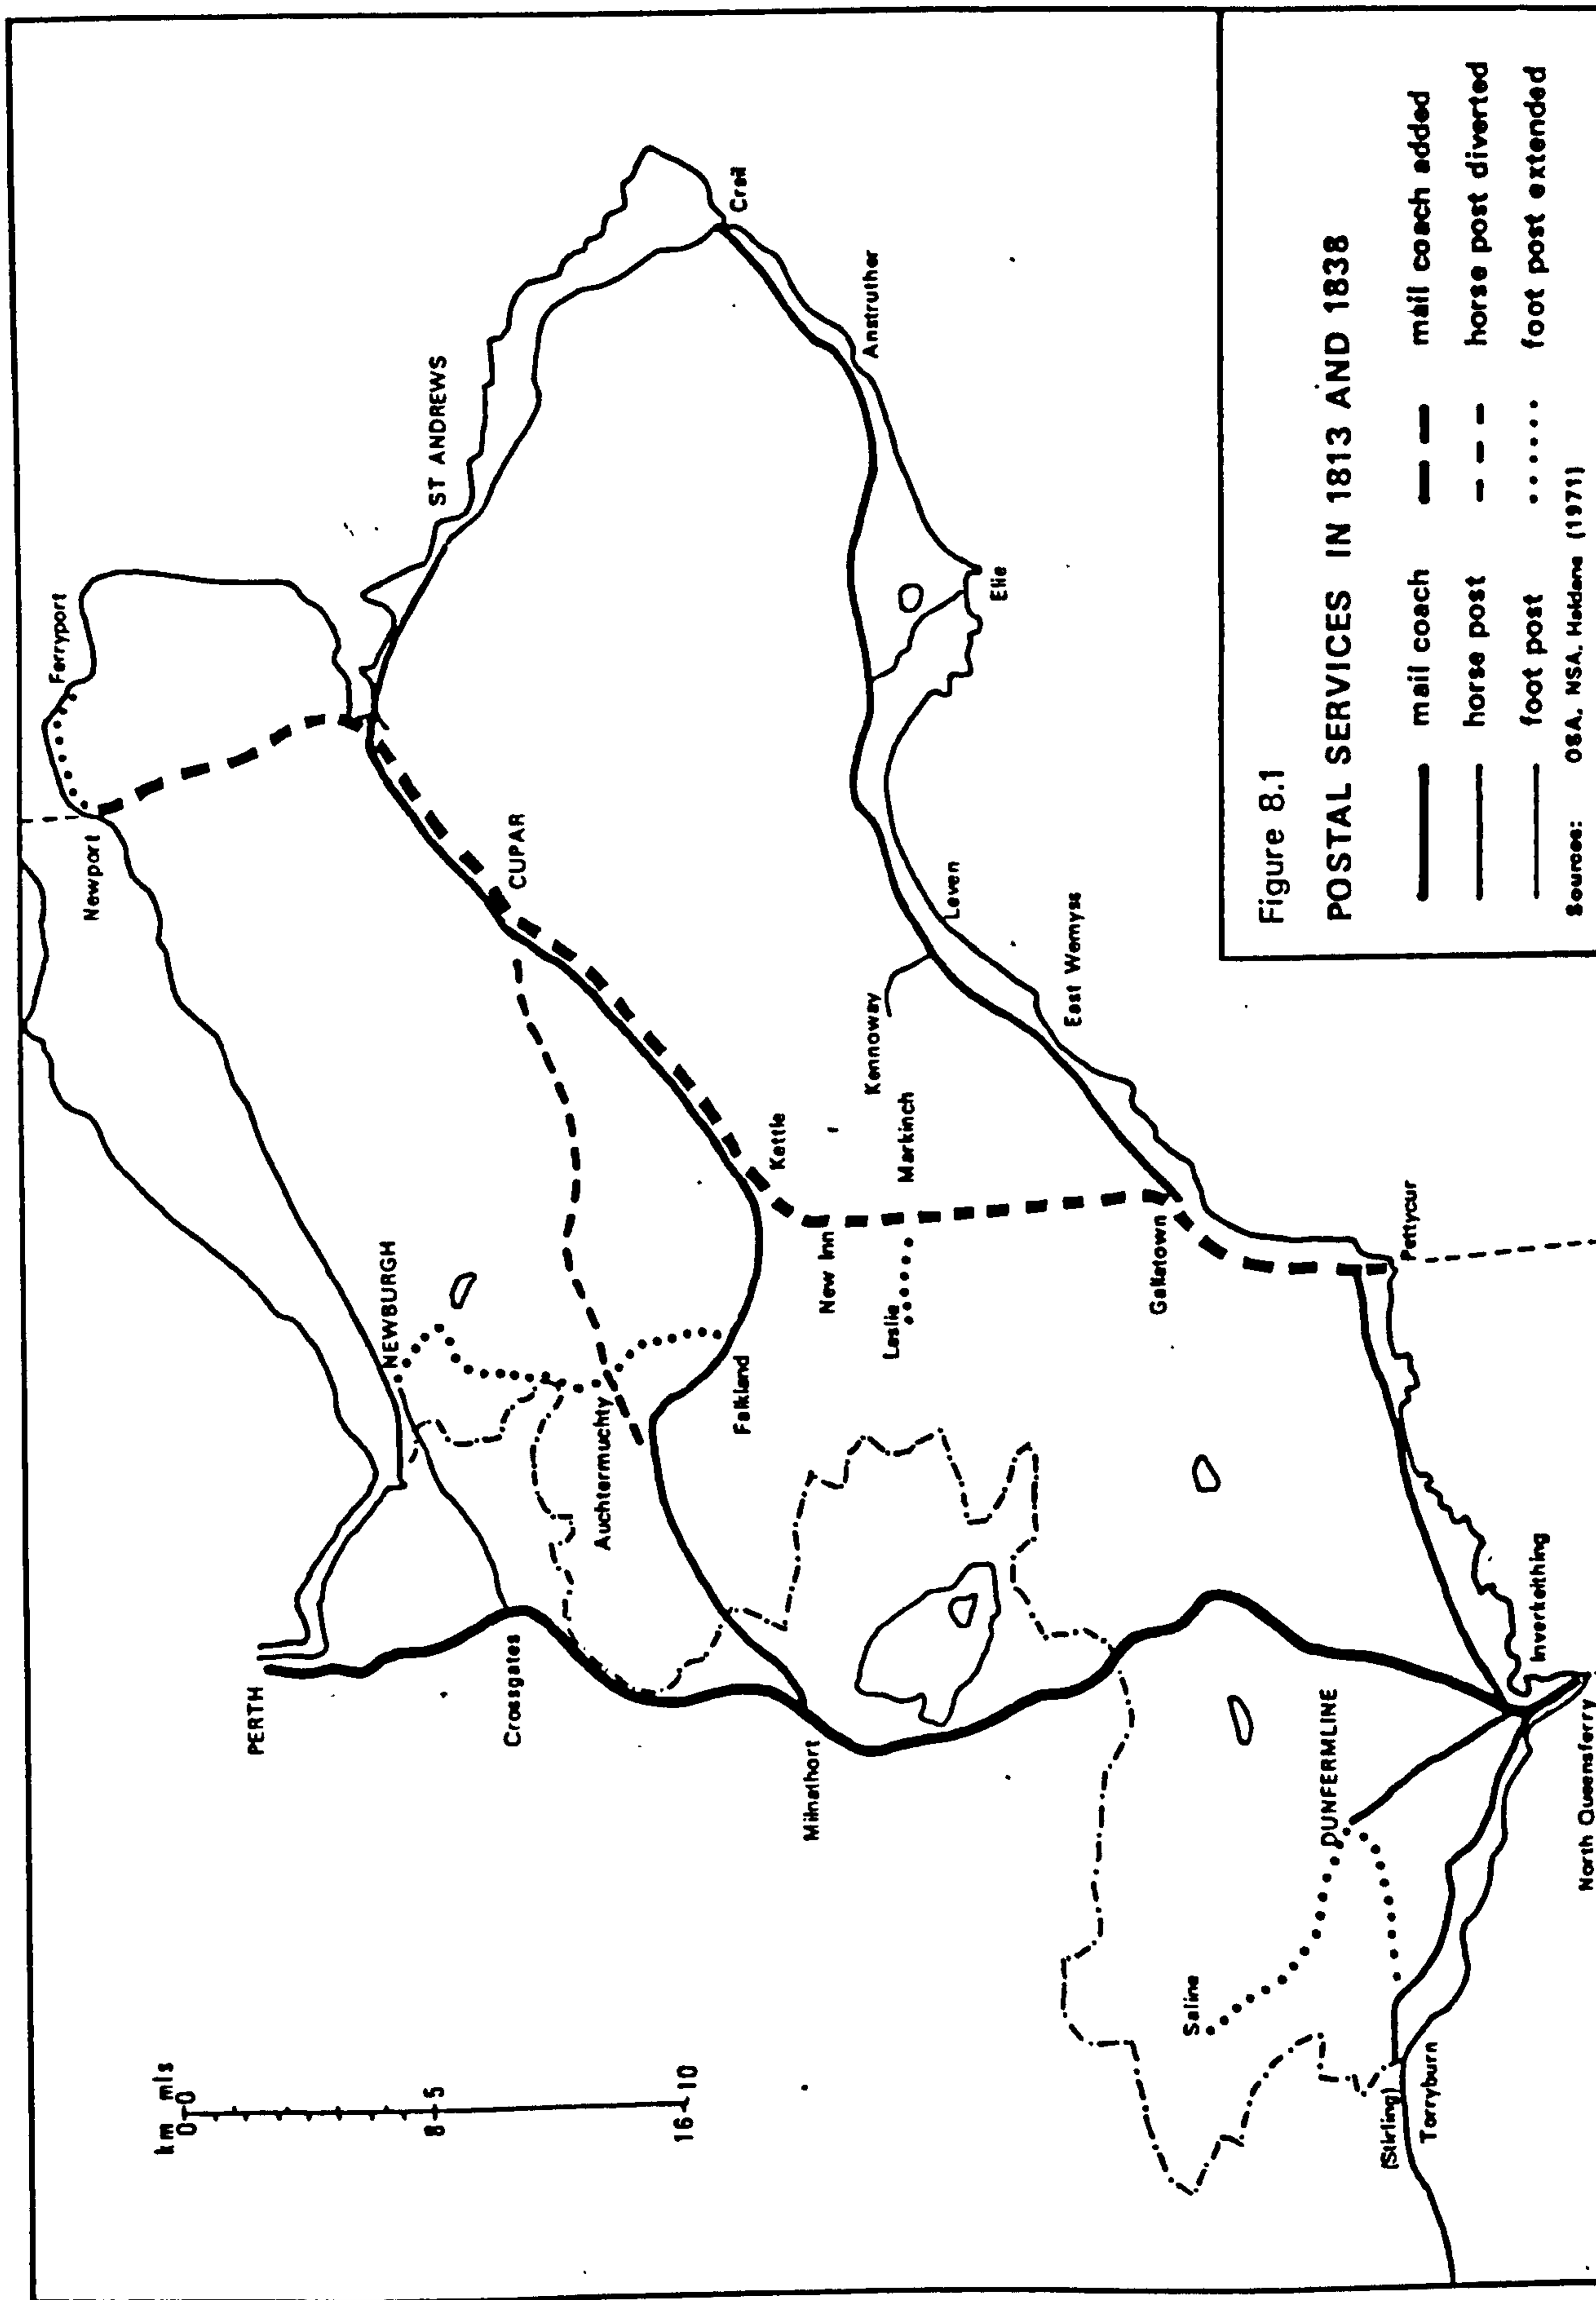 km mls
0 0
8 5
16 10
PERTH
Crossgates
Milnathort
NEWBURGH
Auchtermuchty
Falkland
Newport
Ferryport
CUPAR
ST ANDREWS
Kettle
New Inn
Leslie
Markinch
Kennoway
Leven
East Wemyss
Gallatown
Pettycur
Crail
Anstruther
Elie
Saline
DUNFERMLINE
(Stirling)
Torryburn
Inverkeithing
North Queensferry
Figure 8.1
POSTAL SERVICES IN 1813 AND 1838
mail coach mail coach added
horse post horse post diverted
foot post foot post extended
Sources: OSA, NSA, Haldane (1971)